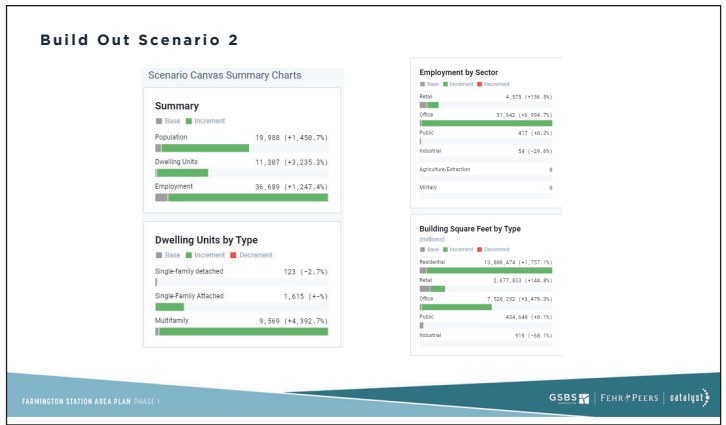 Build Out Scenario 2
Scenario Canvas Summary Charts
Summary
Base Increment
Population 19,988 (+1,450.7%)
Dwelling Units 11,307 (+3,235.3%)
Employment 36,689 (+1,247.4%)
Dwelling Units by Type
Base Increment Decrement
Single-family detached 123 (-2.7%)
Single-Family Attached 1,615 (+-%)
Multifamily 9,569 (+4,392.7%)
Employment by Sector
Base Increment Decrement
Retail 4,575 (+156.5%)
Office 31,642 (+6,994.7%)
Public 417 (+0.3%)
Industrial 54 (-29.6%)
Agriculture/Extraction 0
Military 0
Building Square Feet by Type
(millions)
Base Increment Decrement
Residential 13,800,474 (+1,757.1%)
Retail 2,677,833 (+144.8%)
Office 7,520,292 (+3,479.3%)
Public 434,640 (+0.1%)
Industrial 919 (-68.1%)
FARMINGTON STATION AREA PLAN PHASE 1
GSBS FEHR PEERS catalyst